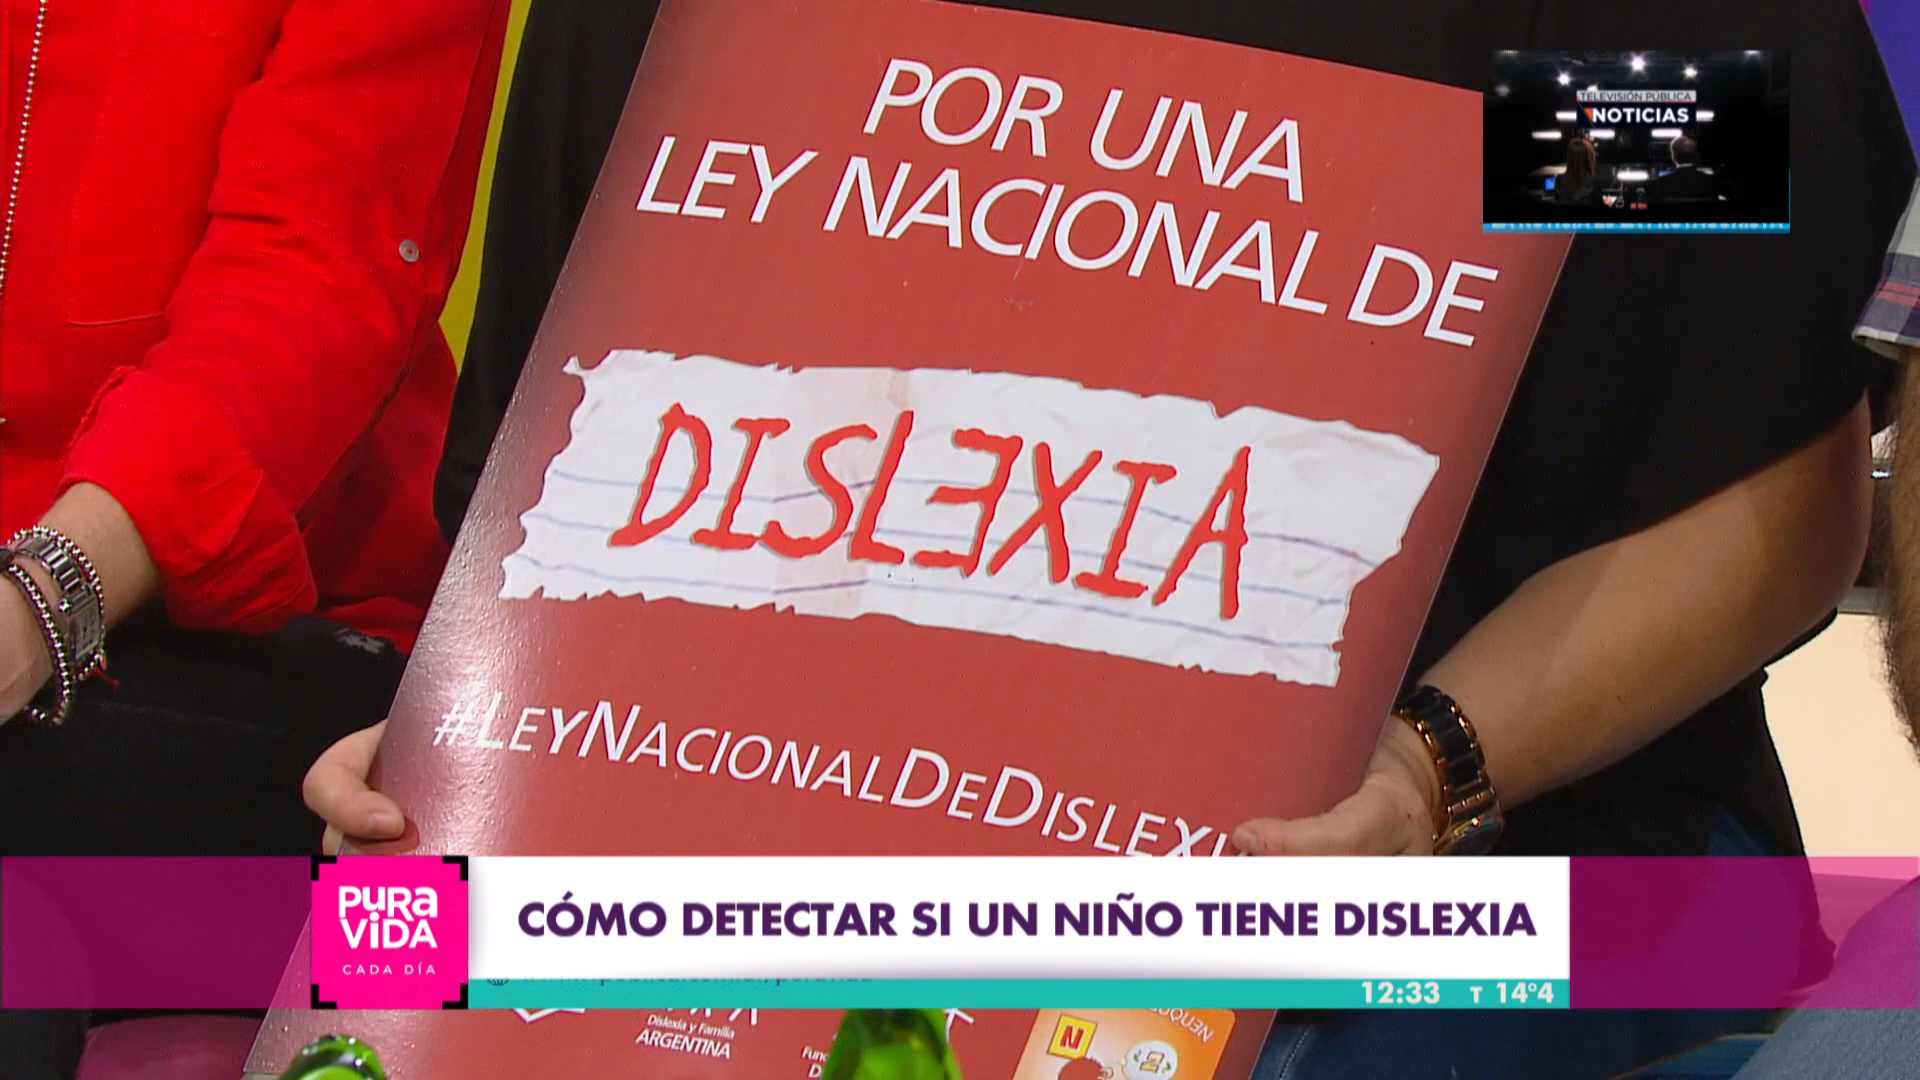 POR UNA
LEY NACIONAL DE
DISLEXIA
#LEYNACIONALDEDISLEXI
TELEVISIÓN PÚBLICA
NOTICIAS
PURA
VIDA
CADA DÍA
CÓMO DETECTAR SI UN NIÑO TIENE DISLEXIA
12:33 T 14°4
Dislexia y Familia
ARGENTINA
N
Z